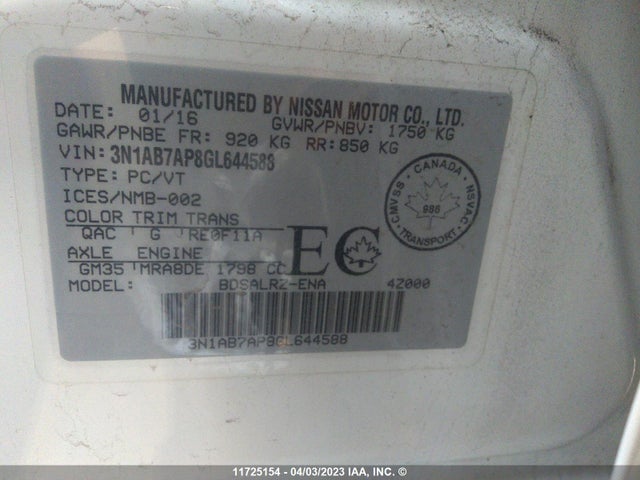 MANUFACTURED BY NISSAN MOTOR CO., LTD.
DATE: 01/16 GVWR/PNBV: 1750 KG
GAWR/PNBE FR: 920 KG RR: 850 KG
VIN: 3N1AB7AP8GL644588
TYPE: PC/VT
ICES/NMB-002
COLOR TRIM TRANS
QAC G RE0F11A
AXLE ENGINE
GM35 MRA8DE 1798 CC
MODEL: BDSALRZ-ENA 4Z000
EC
CANADA
CMVSS
986
NSVAC
TRANSPORT
3N1AB7AP8GL644588
11725154 - 04/03/2023 IAA, INC. ©